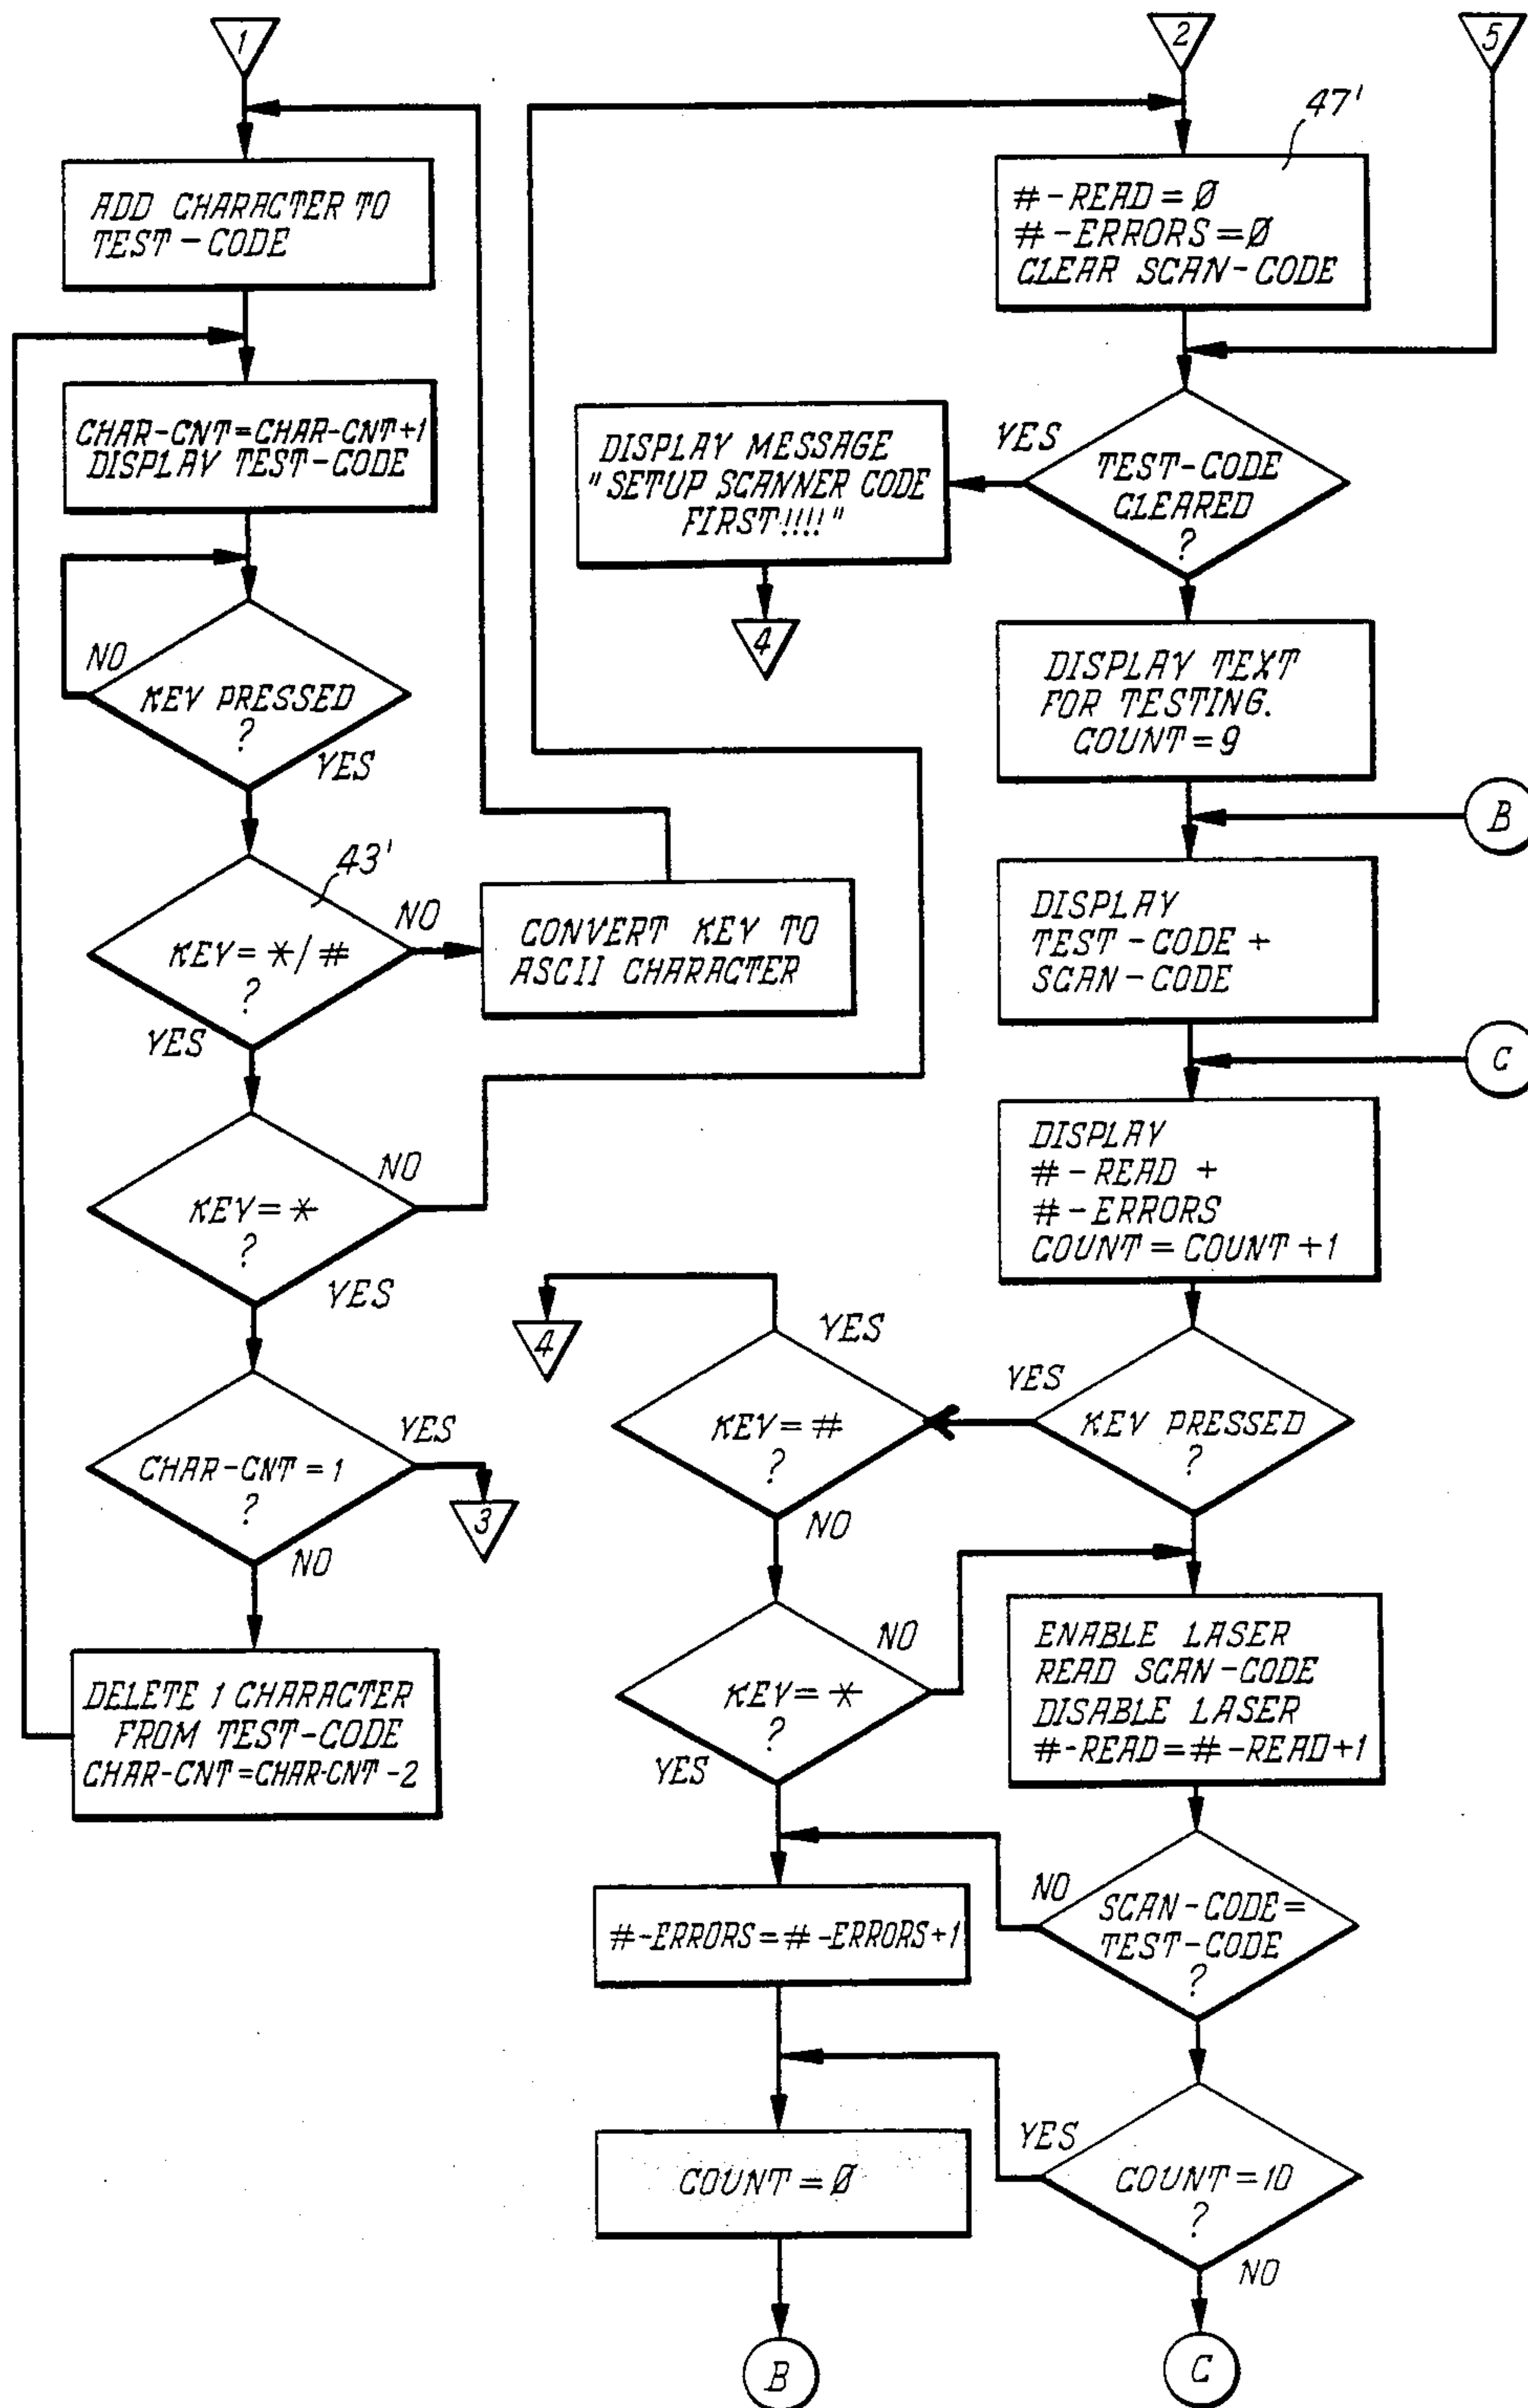 1
ADD CHARACTER TO
TEST-CODE
CHAR-CNT=CHAR-CNT+1
DISPLAY TEST-CODE
NO
KEY PRESSED
?
YES
43'
KEY=*/#
?
NO
YES
CONVERT KEY TO
ASCII CHARACTER
KEY=*
?
NO
YES
CHAR-CNT=1
?
YES
3
NO
DELETE 1 CHARACTER
FROM TEST-CODE
CHAR-CNT=CHAR-CNT-2
2
5
47'
#-READ=Ø
#-ERRORS=Ø
CLEAR SCAN-CODE
YES
TEST-CODE
CLEARED
?
DISPLAY MESSAGE
"SETUP SCANNER CODE
FIRST!!!!"
4
DISPLAY TEXT
FOR TESTING.
COUNT=9
B
DISPLAY
TEST-CODE +
SCAN-CODE
C
DISPLAY
#-READ +
#-ERRORS
COUNT=COUNT+1
YES
KEY PRESSED
?
4
YES
KEY=#
?
NO
NO
KEY=*
?
YES
ENABLE LASER
READ SCAN-CODE
DISABLE LASER
#-READ=#-READ+1
NO
SCAN-CODE=
TEST-CODE
?
#-ERRORS=#-ERRORS+1
YES
COUNT=10
?
NO
COUNT=Ø
B
C